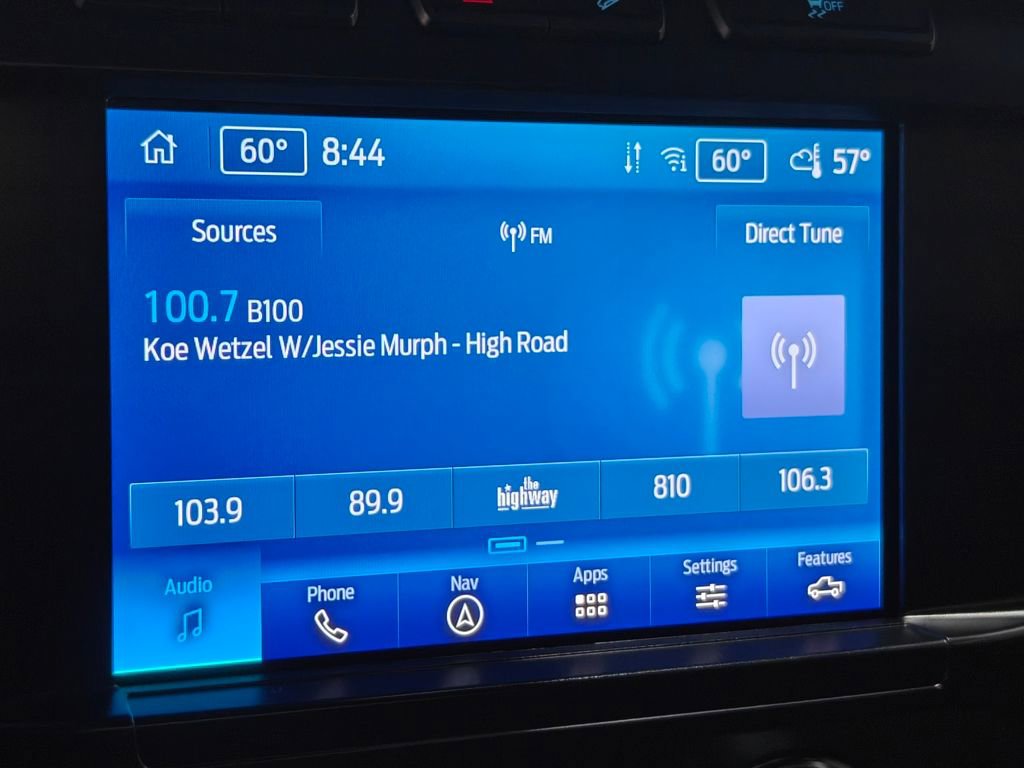 OFF
60° 8:44 60° 57°
Sources FM Direct Tune
100.7 B100
Koe Wetzel W/Jessie Murph - High Road
103.9 89.9 the highway 810 106.3
Audio Phone Nav Apps Settings Features